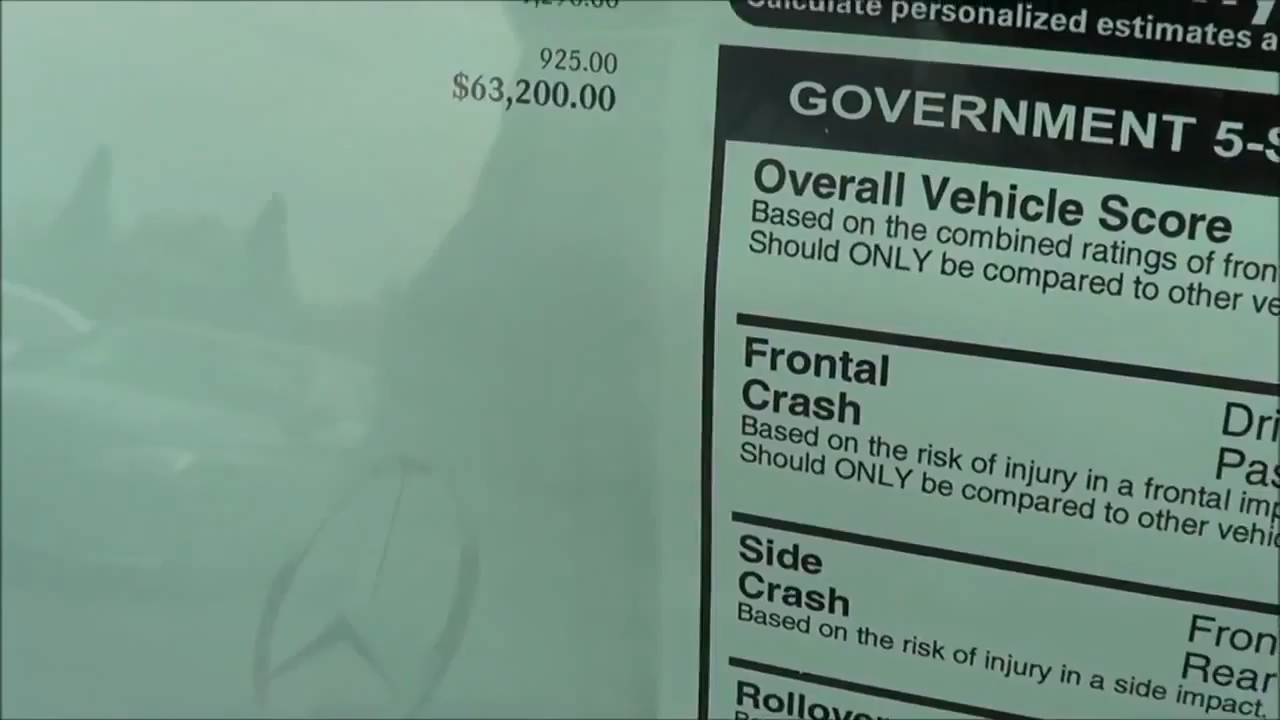 925.00
$63,200.00
Calculate personalized estimates a
GOVERNMENT 5-S
Overall Vehicle Score
Based on the combined ratings of fron
Should ONLY be compared to other ve
Frontal
Crash
Dri
Pas
Based on the risk of injury in a frontal imp
Should ONLY be compared to other vehic
Side
Crash
Fron
Rear
Based on the risk of injury in a side impact.
Rollover